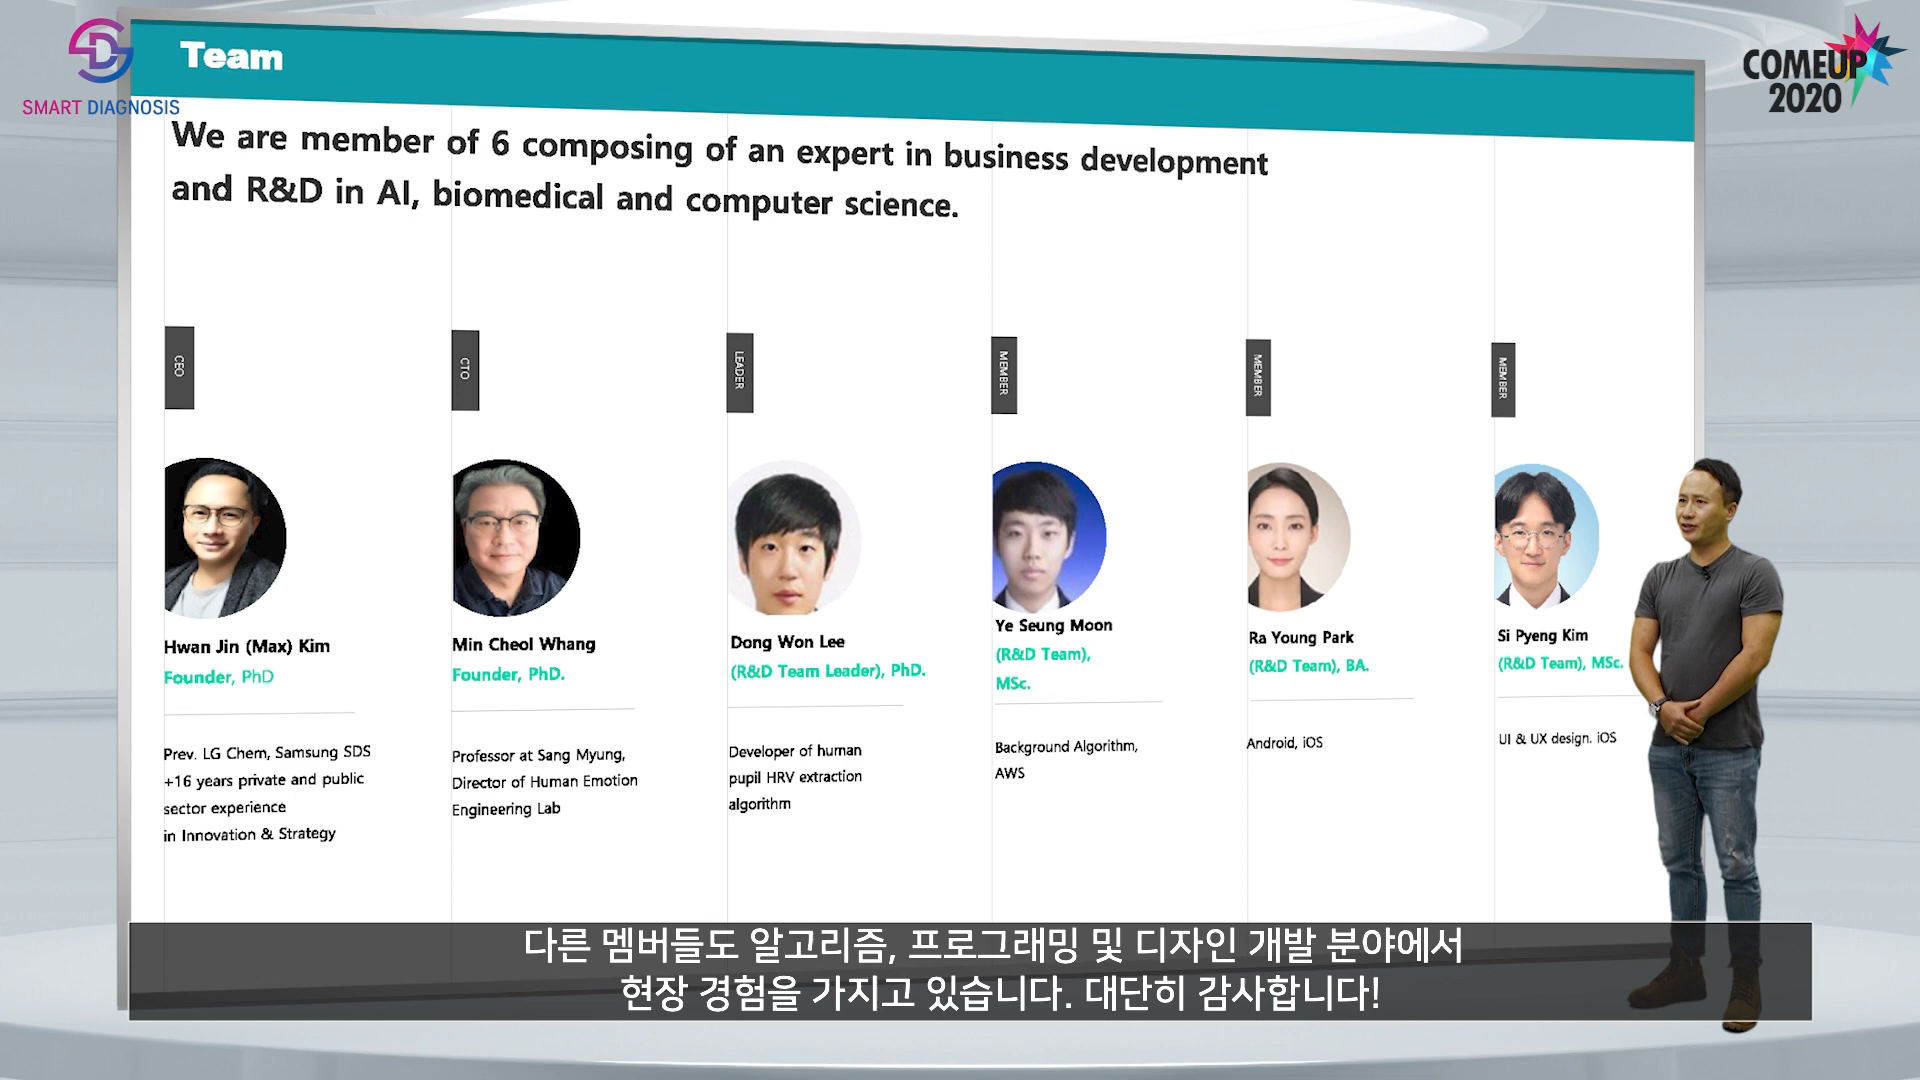 SMART DIAGNOSIS
Team
COMEUP
2020
We are member of 6 composing of an expert in business development
and R&D in AI, biomedical and computer science.
CEO
Hwan Jin (Max) Kim
Founder, PhD
Prev. LG Chem, Samsung SDS
+16 years private and public
sector experience
in Innovation & Strategy
CTO
Min Cheol Whang
Founder, PhD.
Professor at Sang Myung,
Director of Human Emotion
Engineering Lab
LEADER
Dong Won Lee
(R&D Team Leader), PhD.
Developer of human
pupil HRV extraction
algorithm
MEMBER
Ye Seung Moon
(R&D Team),
MSc.
Background Algorithm,
AWS
MEMBER
Ra Young Park
(R&D Team), BA.
Android, iOS
MEMBER
Si Pyeng Kim
(R&D Team), MSc.
UI & UX design. iOS
다른 멤버들도 알고리즘, 프로그래밍 및 디자인 개발 분야에서
현장 경험을 가지고 있습니다. 대단히 감사합니다!